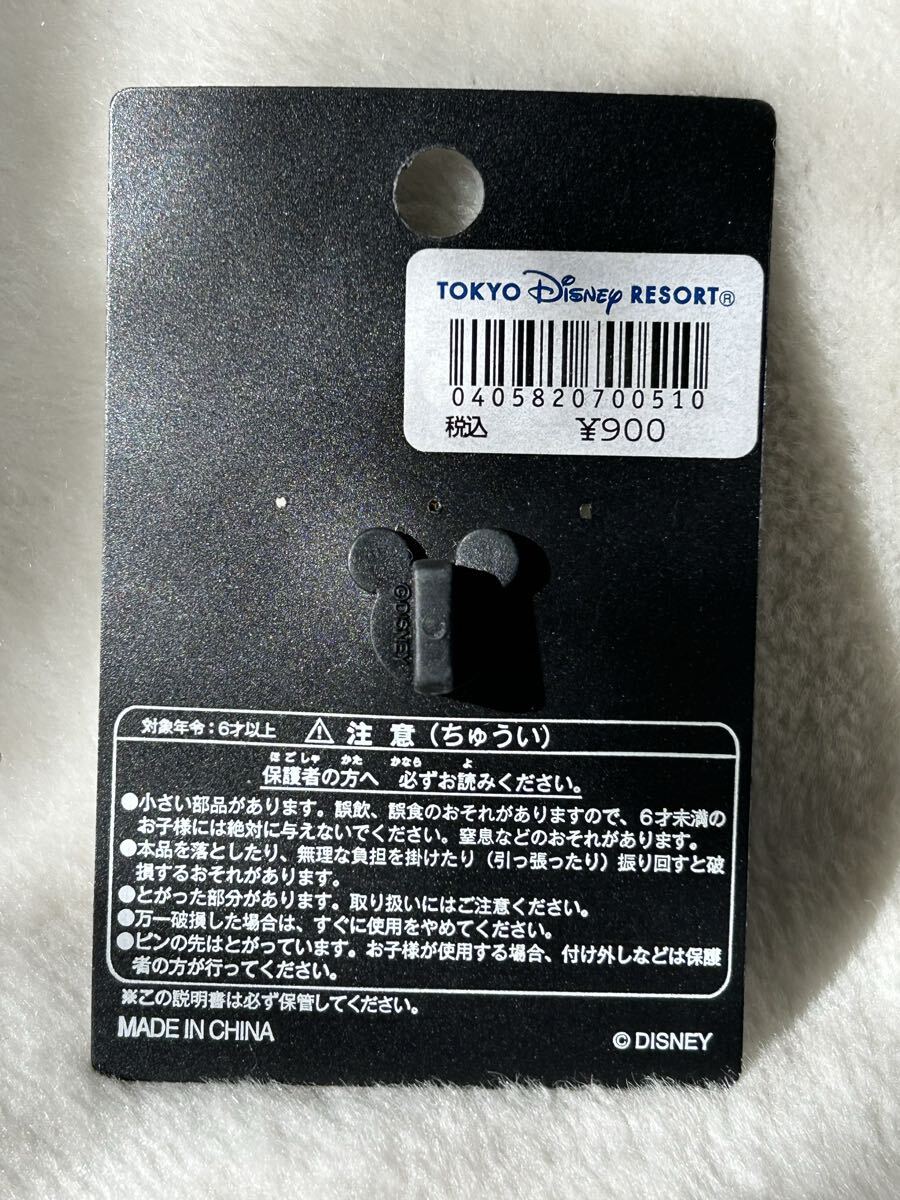 TOKYO Disney RESORT®
0405820700510
税込 ¥900
©DISNEY
対象年令：6才以上 ⚠ 注 意（ちゅうい）
ほごしゃ かた かなら よ
保護者の方へ 必ずお読みください。
●小さい部品があります。誤飲、誤食のおそれがありますので、6才未満の
お子様には絶対に与えないでください。窒息などのおそれがあります。
●本品を落としたり、無理な負担を掛けたり（引っ張ったり）振り回すと破
損するおそれがあります。
●とがった部分があります。取り扱いにはご注意ください。
●万一破損した場合は、すぐに使用をやめてください。
●ピンの先はとがっています。お子様が使用する場合、付け外しなどは保護
者の方が行ってください。
※この説明書は必ず保管してください。
MADE IN CHINA
© DISNEY